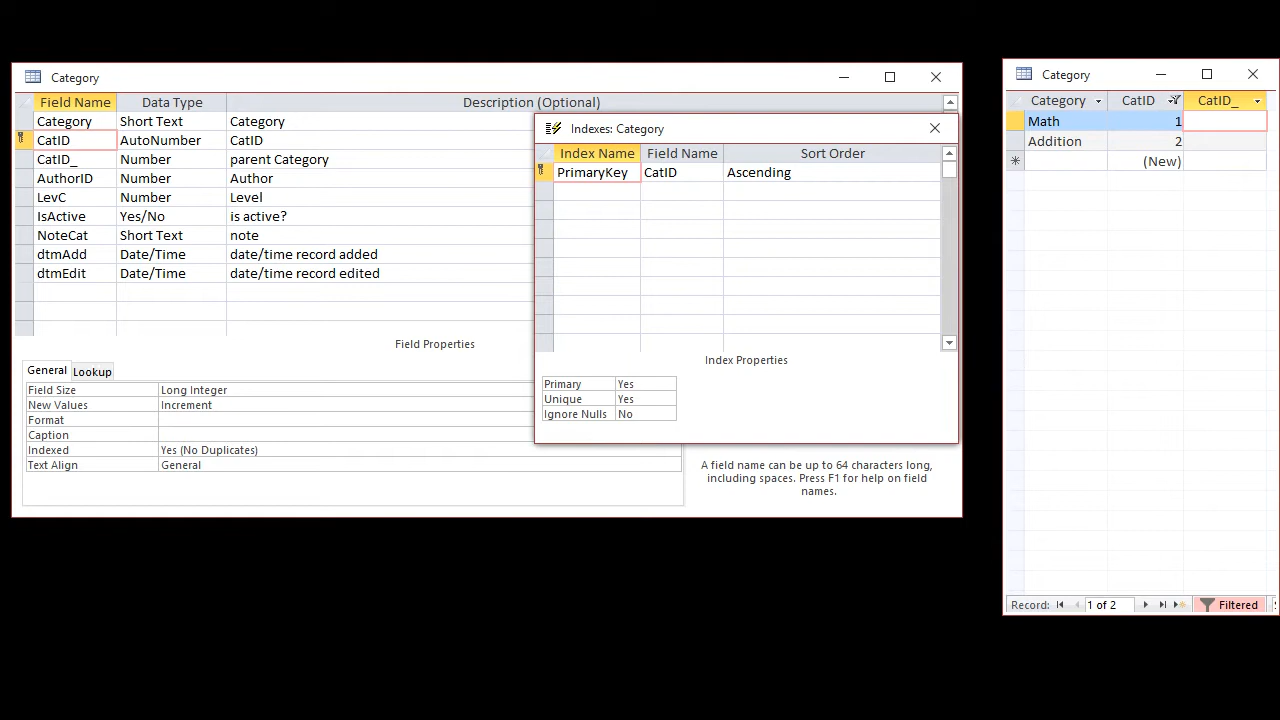 Category
Field Name Data Type Description (Optional)
Category Short Text Category
CatID AutoNumber CatID
CatID_ Number parent Category
AuthorID Number Author
LevC Number Level
IsActive Yes/No is active?
NoteCat Short Text note
dtmAdd Date/Time date/time record added
dtmEdit Date/Time date/time record edited
Field Properties
General Lookup
Field Size Long Integer
New Values Increment
Format
Caption
Indexed Yes (No Duplicates)
Text Align General
A field name can be up to 64 characters long,
including spaces. Press F1 for help on field
names.
Indexes: Category
Index Name Field Name Sort Order
PrimaryKey CatID Ascending
Index Properties
Primary Yes
Unique Yes
Ignore Nulls No
Category
Category CatID CatID_
Math 1
Addition 2
(New)
Record: 1 of 2 Filtered